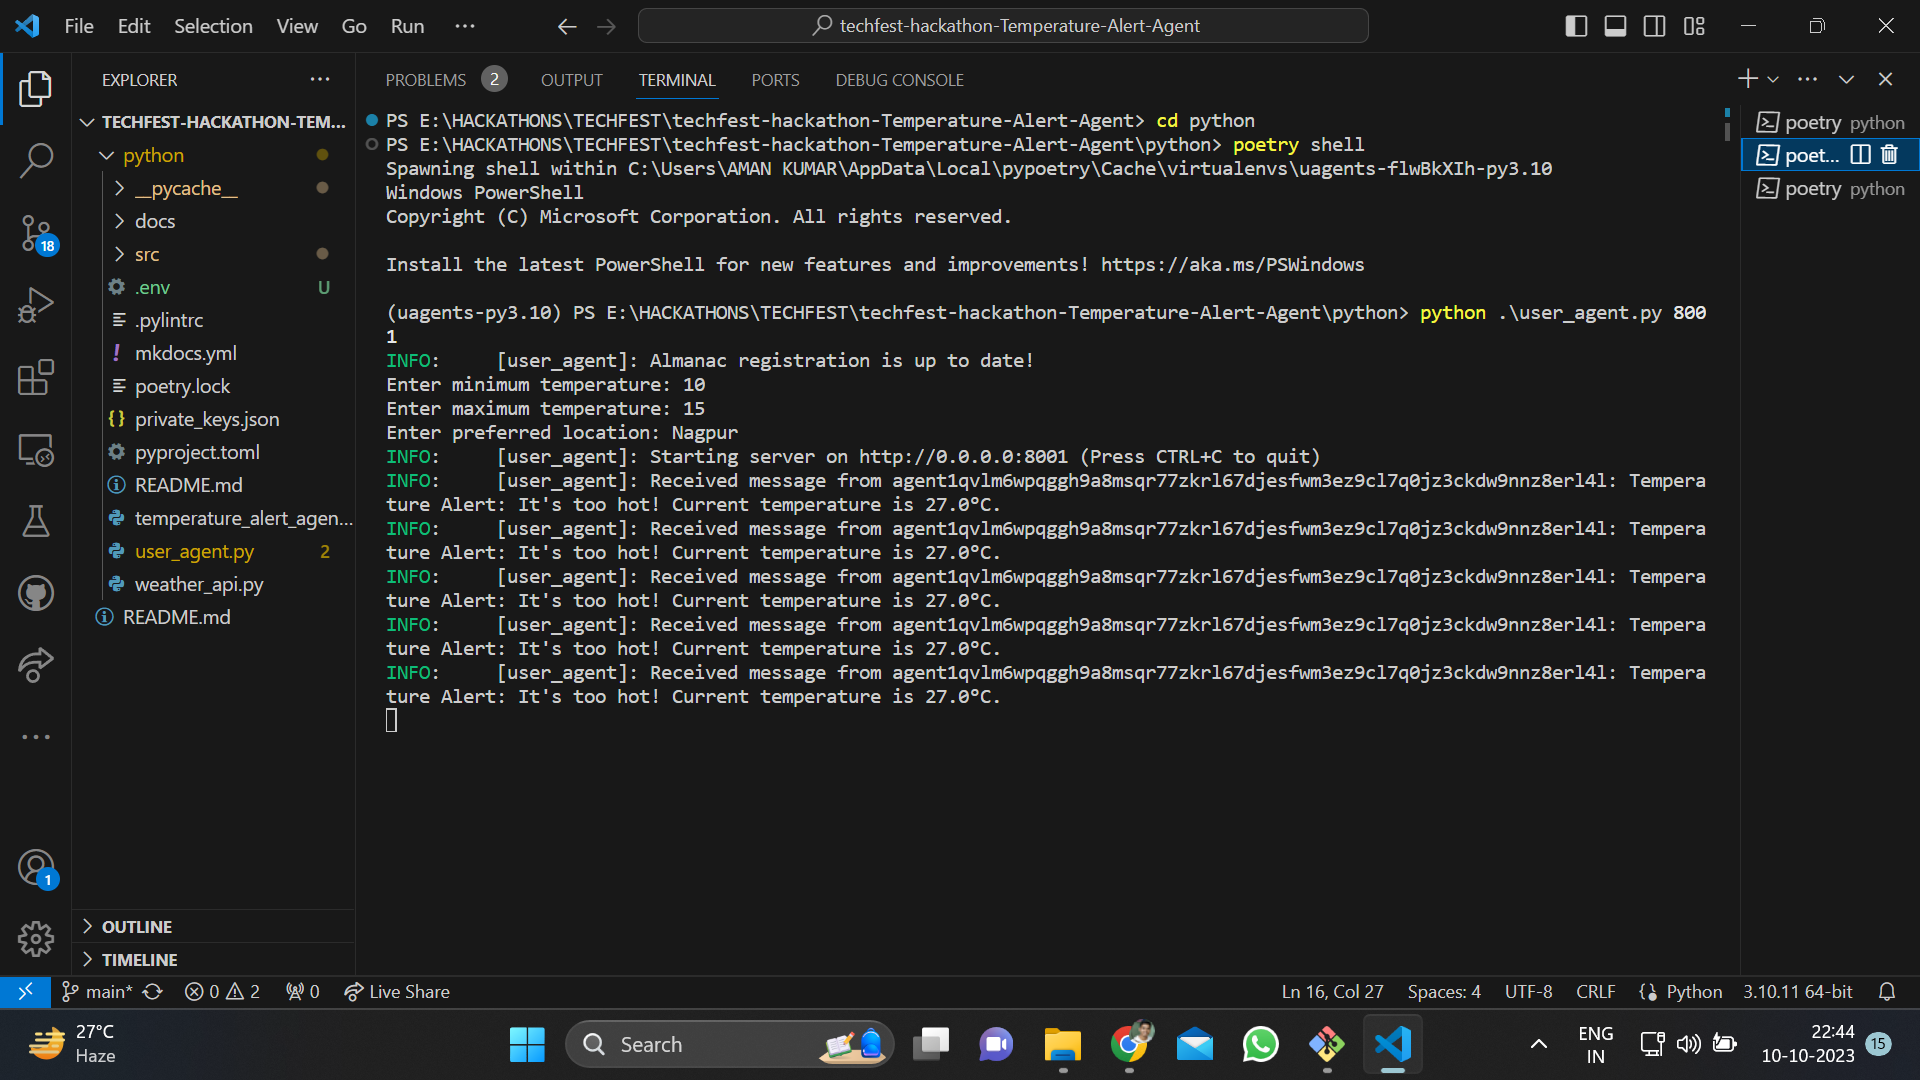 File Edit Selection View Go Run ···
techfest-hackathon-Temperature-Alert-Agent
EXPLORER ···
TECHFEST-HACKATHON-TEM...
python
__pycache__
docs
src
.env U
.pylintrc
mkdocs.yml
poetry.lock
private_keys.json
pyproject.toml
README.md
temperature_alert_agen...
user_agent.py 2
weather_api.py
README.md
OUTLINE
TIMELINE
18
1
PROBLEMS 2 OUTPUT TERMINAL PORTS DEBUG CONSOLE
PS E:\HACKATHONS\TECHFEST\techfest-hackathon-Temperature-Alert-Agent> cd python
PS E:\HACKATHONS\TECHFEST\techfest-hackathon-Temperature-Alert-Agent\python> poetry shell
Spawning shell within C:\Users\AMAN KUMAR\AppData\Local\pypoetry\Cache\virtualenvs\uagents-flwBkXIh-py3.10
Windows PowerShell
Copyright (C) Microsoft Corporation. All rights reserved.
Install the latest PowerShell for new features and improvements! https://aka.ms/PSWindows
(uagents-py3.10) PS E:\HACKATHONS\TECHFEST\techfest-hackathon-Temperature-Alert-Agent\python> python .\user_agent.py 800
1
INFO: [user_agent]: Almanac registration is up to date!
Enter minimum temperature: 10
Enter maximum temperature: 15
Enter preferred location: Nagpur
INFO: [user_agent]: Starting server on http://0.0.0.0:8001 (Press CTRL+C to quit)
INFO: [user_agent]: Received message from agent1qvlm6wpqggh9a8msqr77zkrl67djesfwm3ez9cl7q0jz3ckdw9nnz8erl4l: Tempera
ture Alert: It's too hot! Current temperature is 27.0°C.
INFO: [user_agent]: Received message from agent1qvlm6wpqggh9a8msqr77zkrl67djesfwm3ez9cl7q0jz3ckdw9nnz8erl4l: Tempera
ture Alert: It's too hot! Current temperature is 27.0°C.
INFO: [user_agent]: Received message from agent1qvlm6wpqggh9a8msqr77zkrl67djesfwm3ez9cl7q0jz3ckdw9nnz8erl4l: Tempera
ture Alert: It's too hot! Current temperature is 27.0°C.
INFO: [user_agent]: Received message from agent1qvlm6wpqggh9a8msqr77zkrl67djesfwm3ez9cl7q0jz3ckdw9nnz8erl4l: Tempera
ture Alert: It's too hot! Current temperature is 27.0°C.
INFO: [user_agent]: Received message from agent1qvlm6wpqggh9a8msqr77zkrl67djesfwm3ez9cl7q0jz3ckdw9nnz8erl4l: Tempera
ture Alert: It's too hot! Current temperature is 27.0°C.
poetry python
poet...
poetry python
main* 0 2 0 Live Share
Ln 16, Col 27 Spaces: 4 UTF-8 CRLF Python 3.10.11 64-bit
27°C
Haze
Search
ENG
IN
22:44
10-10-2023
15